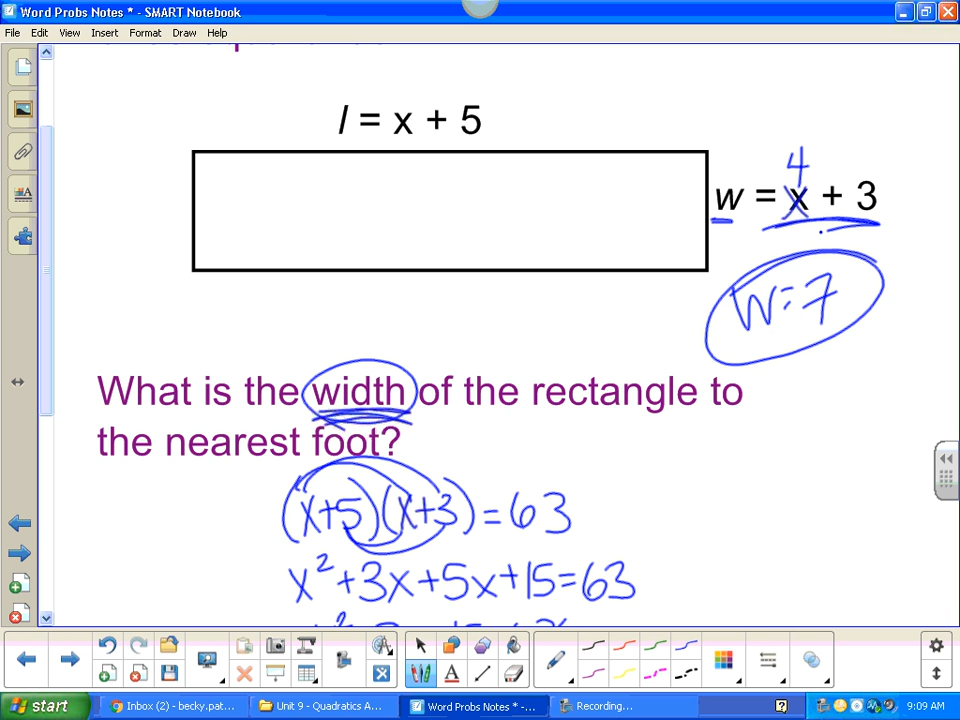 Word Probs Notes * - SMART Notebook
File Edit View Insert Format Draw Help
l = x + 5
4
w = x + 3
W=7
What is the width of the rectangle to
the nearest foot?
(x+5)(x+3)=63
x²+3x+5x+15=63
start
Inbox (2) - becky.pat...
Unit 9 - Quadratics A...
Word Probs Notes * -...
Recording...
9:09 AM